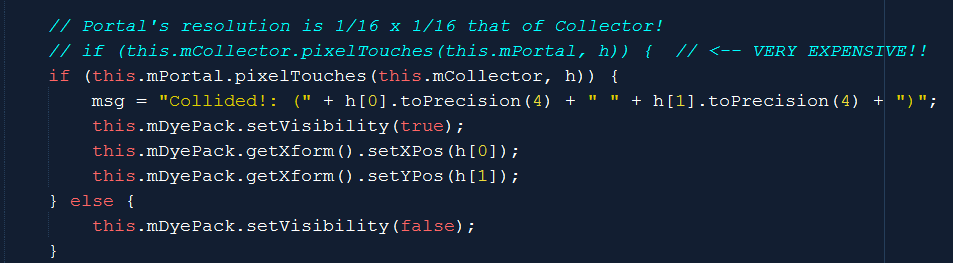 // Portal's resolution is 1/16 x 1/16 that of Collector!
// if (this.mCollector.pixelTouches(this.mPortal, h)) {  // <-- VERY EXPENSIVE!!
if (this.mPortal.pixelTouches(this.mCollector, h)) {
    msg = "Collided!: (" + h[0].toPrecision(4) + " " + h[1].toPrecision(4) + ")";
    this.mDyePack.setVisibility(true);
    this.mDyePack.getXform().setXPos(h[0]);
    this.mDyePack.getXform().setYPos(h[1]);
} else {
    this.mDyePack.setVisibility(false);
}